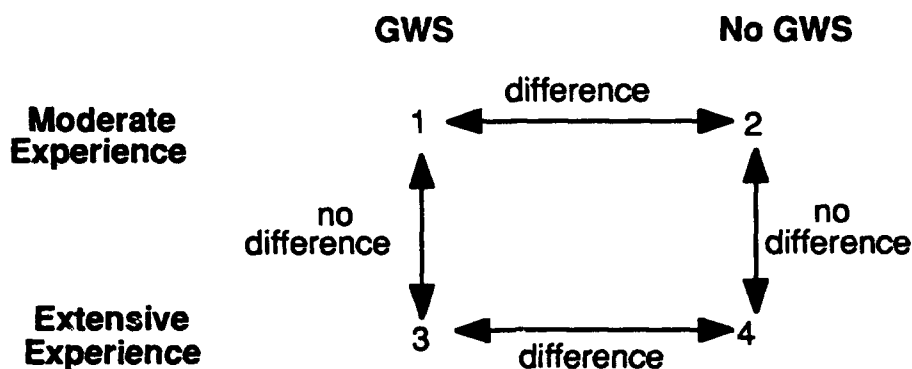 GWS No GWS
difference
Moderate
Experience
1 2
no
difference
no
difference
Extensive
Experience
3 4
difference